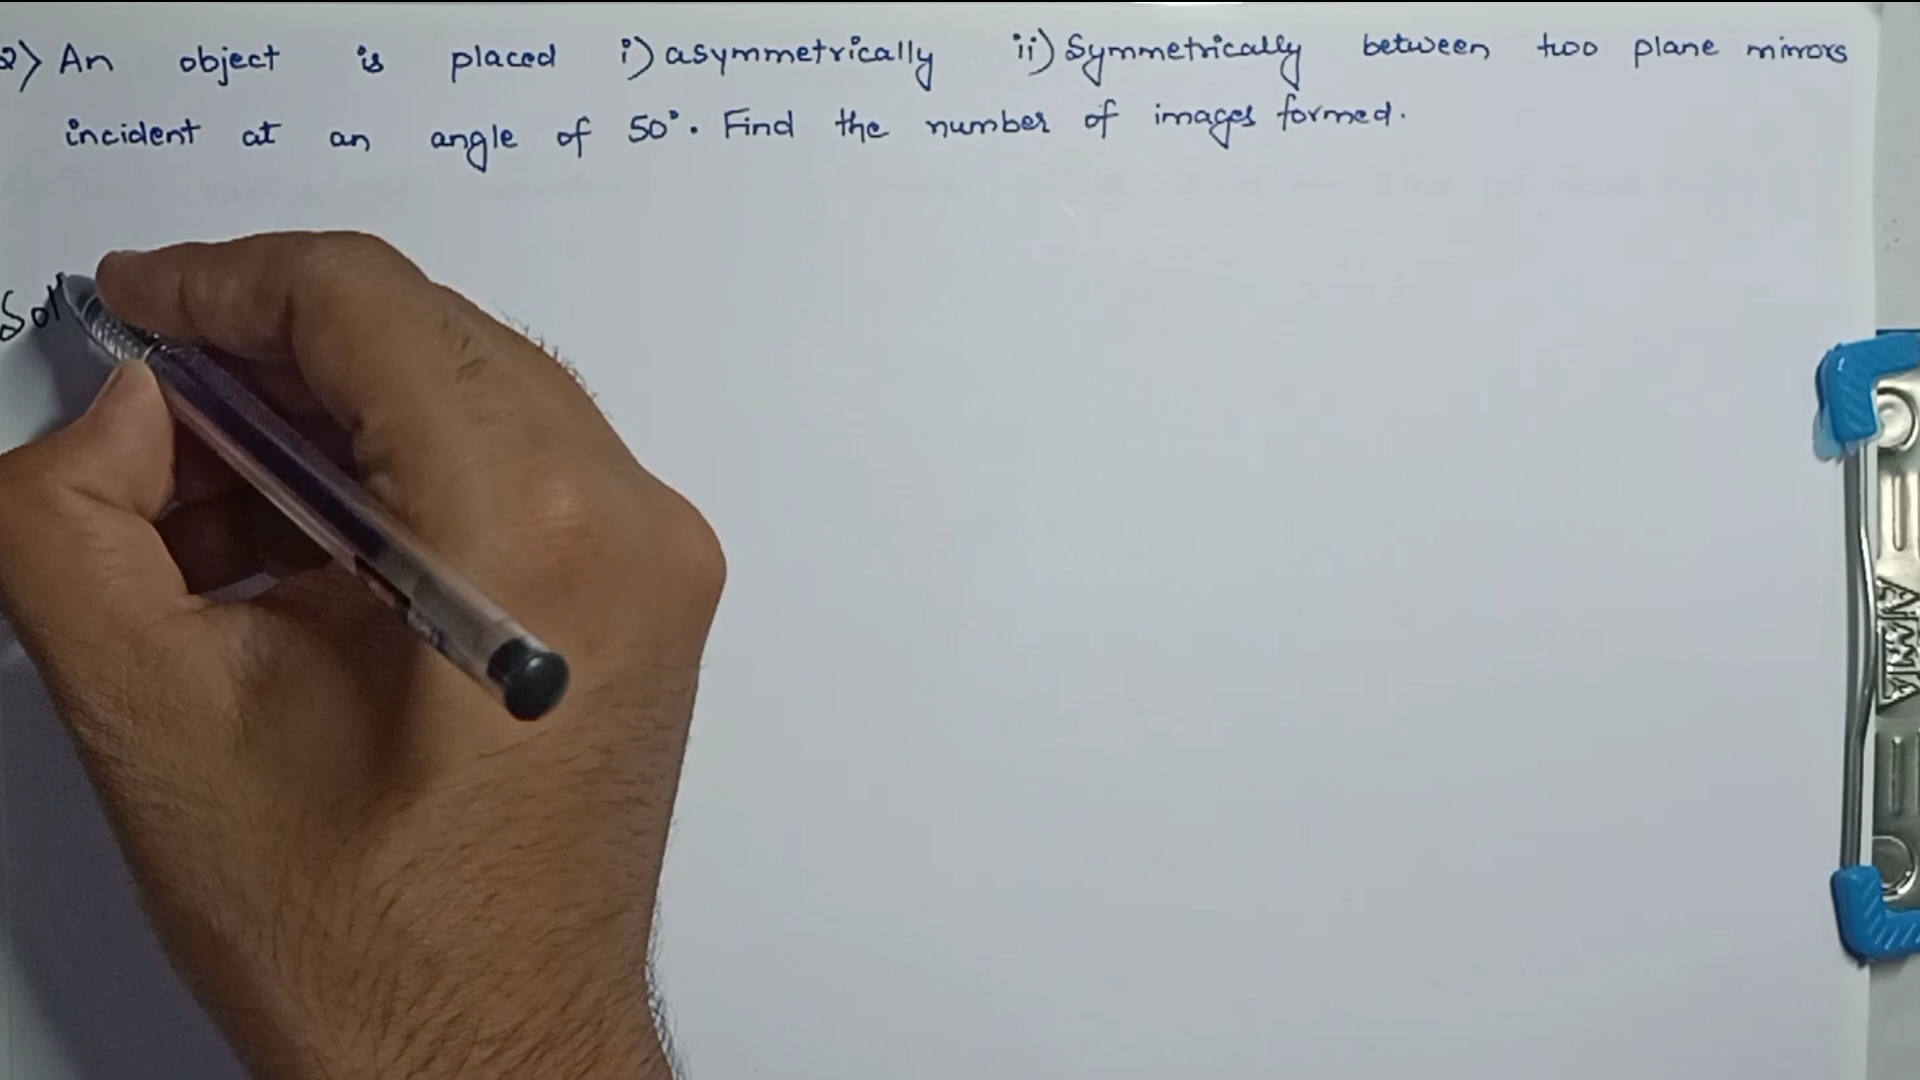 2) An object is placed i) asymmetrically ii) Symmetrically between two plane mirrors
incident at an angle of 50°. Find the number of images formed.
Sol